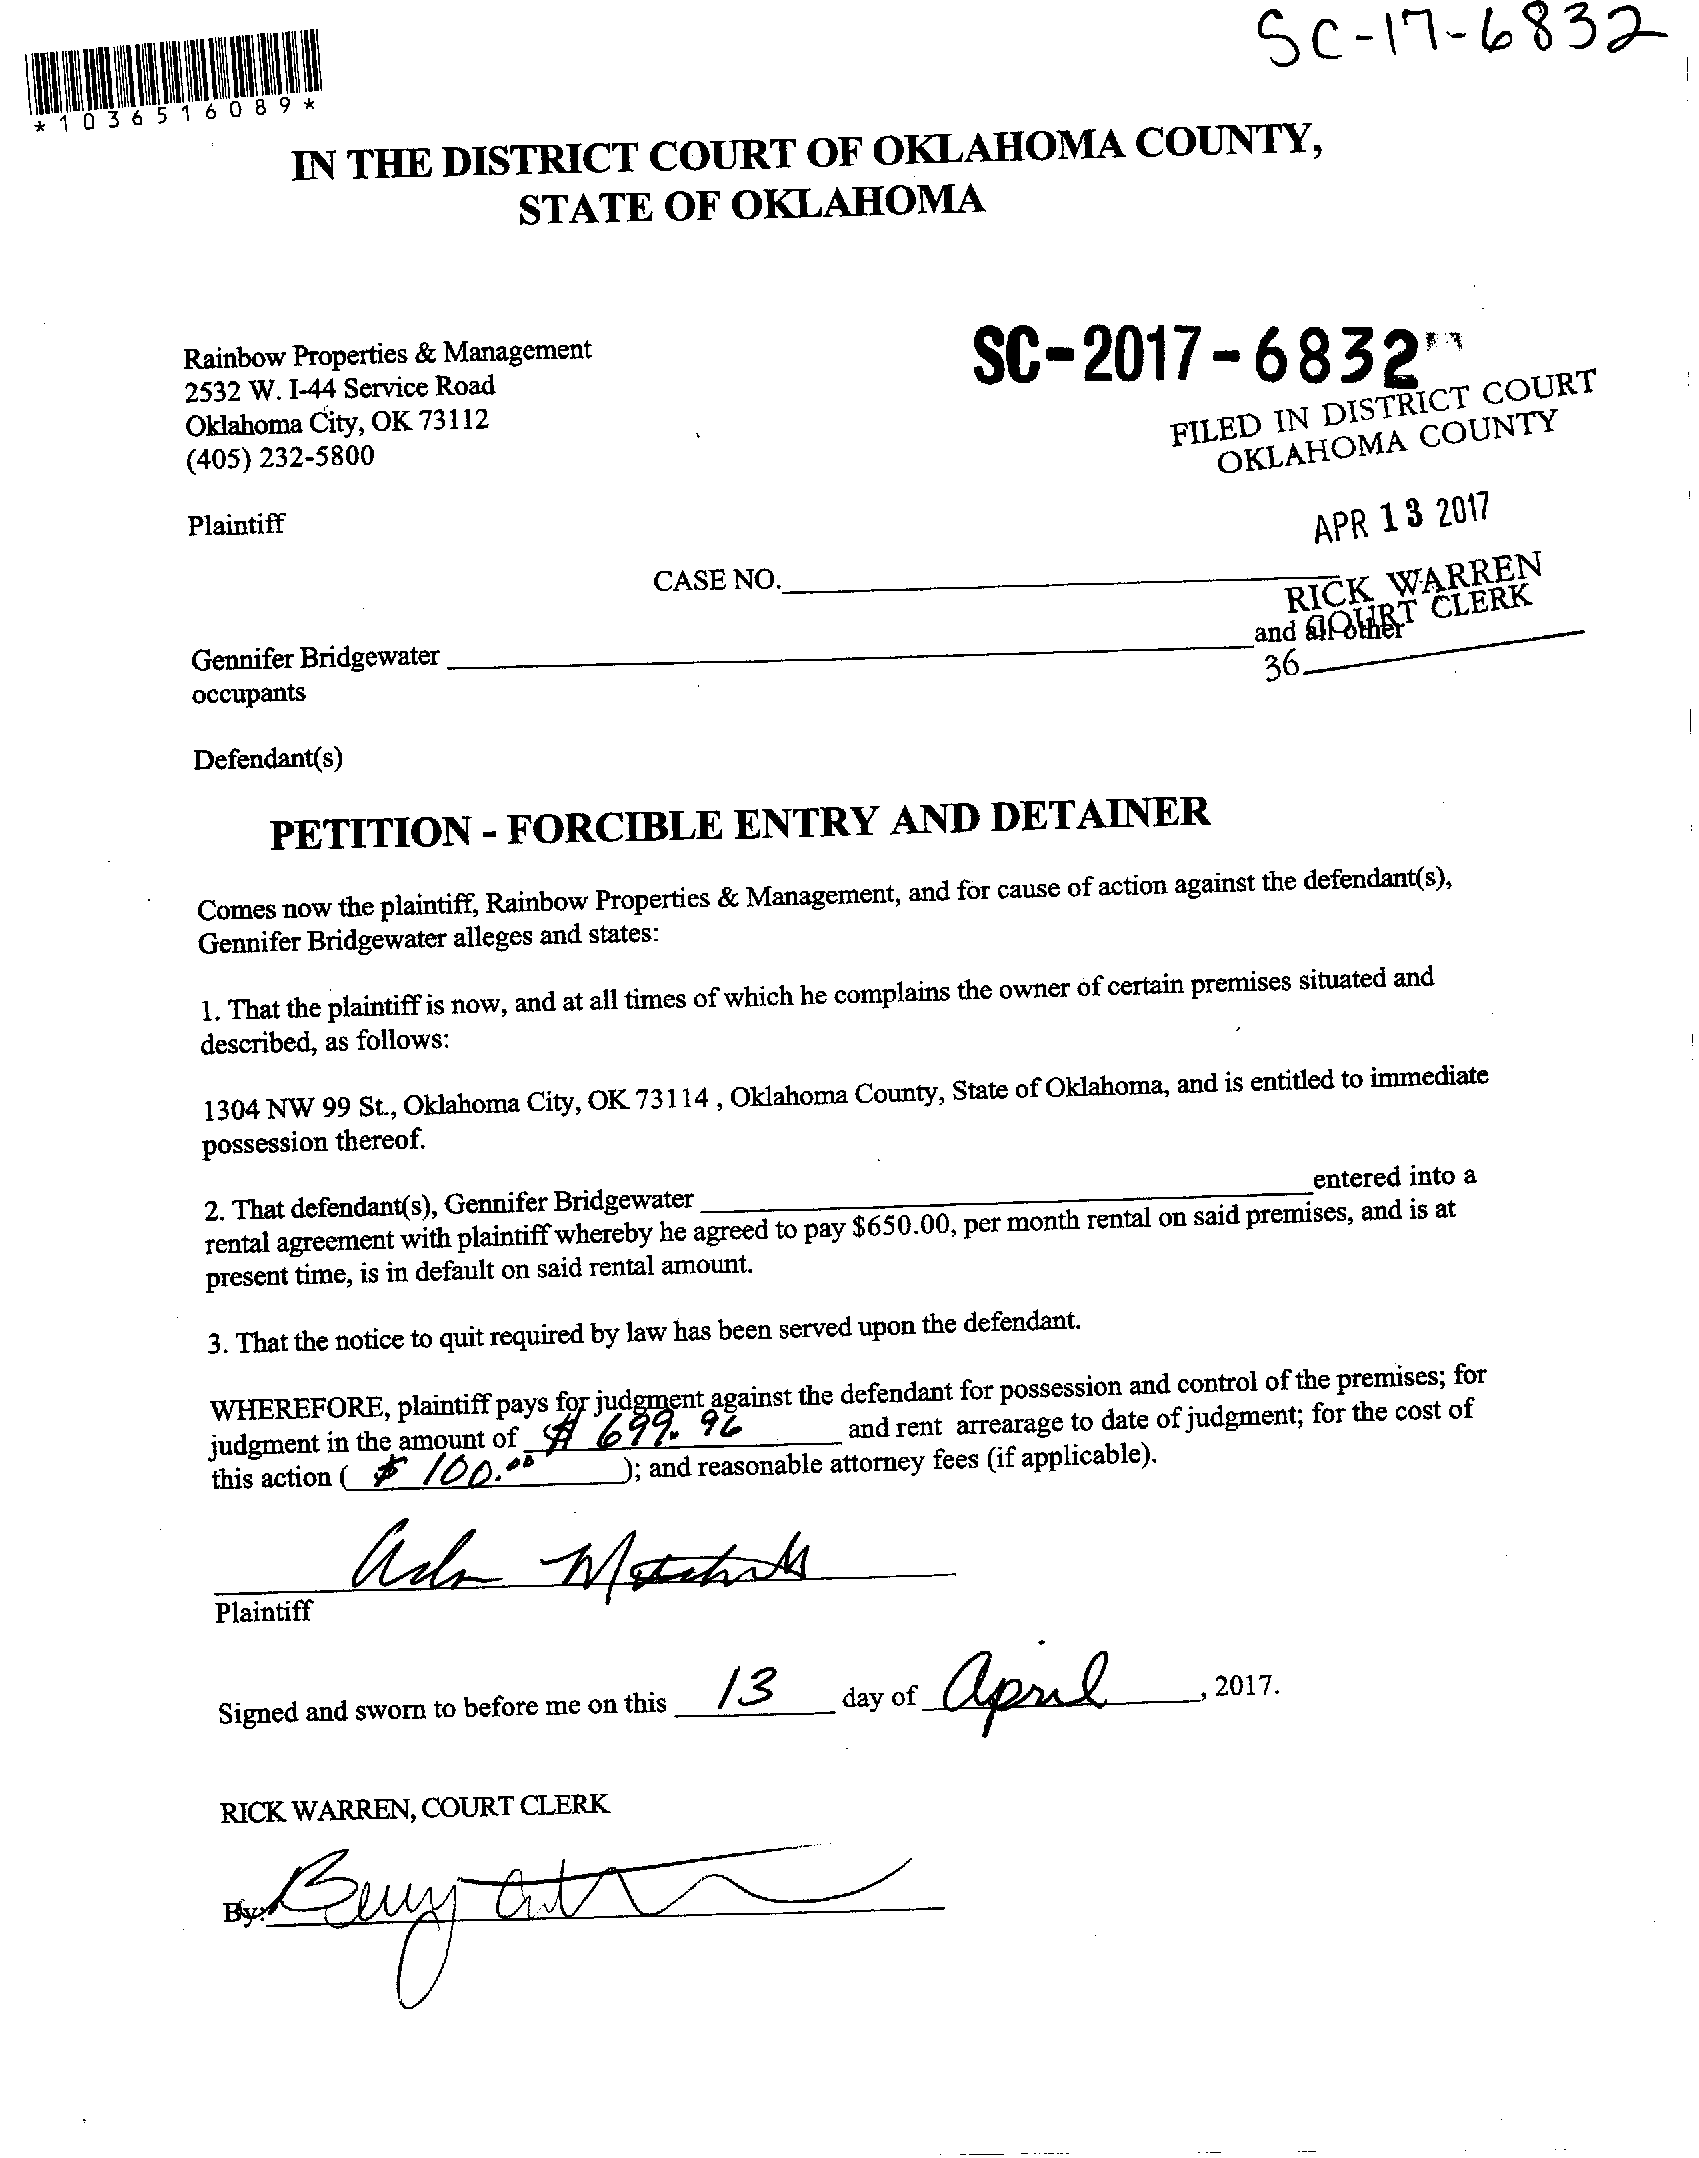 SC-17-6832
*1036516089*
IN THE DISTRICT COURT OF OKLAHOMA COUNTY,
STATE OF OKLAHOMA
Rainbow Properties & Management
2532 W. I-44 Service Road
Oklahoma City, OK 73112
(405) 232-5800
SC-2017-6832
FILED IN DISTRICT COURT
OKLAHOMA COUNTY
Plaintiff
APR 13 2017
CASE NO.
RICK WARREN
COURT CLERK
36
Gennifer Bridgewater and all other
occupants
Defendant(s)
PETITION - FORCIBLE ENTRY AND DETAINER
Comes now the plaintiff, Rainbow Properties & Management, and for cause of action against the defendant(s),
Gennifer Bridgewater alleges and states:
1. That the plaintiff is now, and at all times of which he complains the owner of certain premises situated and
described, as follows:
1304 NW 99 St., Oklahoma City, OK 73114 , Oklahoma County, State of Oklahoma, and is entitled to immediate
possession thereof.
2. That defendant(s), Gennifer Bridgewater entered into a
rental agreement with plaintiff whereby he agreed to pay $650.00, per month rental on said premises, and is at
present time, is in default on said rental amount.
3. That the notice to quit required by law has been served upon the defendant.
WHEREFORE, plaintiff pays for judgment against the defendant for possession and control of the premises; for
judgment in the amount of $ 699.96 and rent arrearage to date of judgment; for the cost of
this action ( $ 100.00 ); and reasonable attorney fees (if applicable).
Plaintiff
Signed and sworn to before me on this 13 day of April , 2017.
RICK WARREN, COURT CLERK
By: